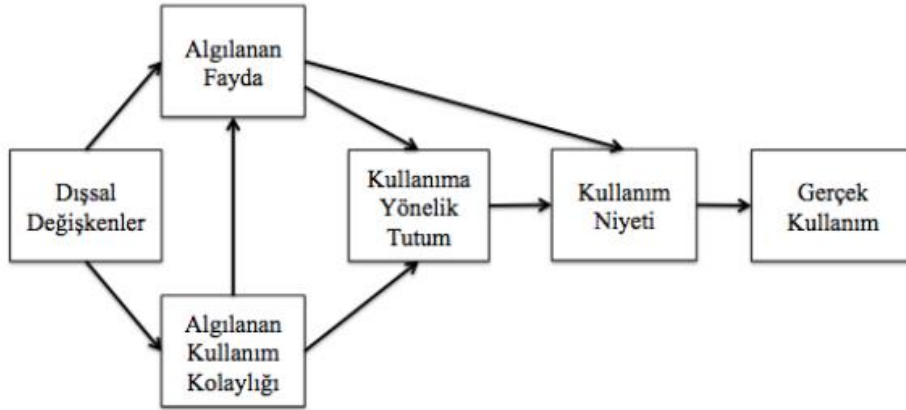 Algılanan
Fayda
Dışsal
Değişkenler
Kullanıma
Yönelik
Tutum
Kullanım
Niyeti
Gerçek
Kullanım
Algılanan
Kullanım
Kolaylığı